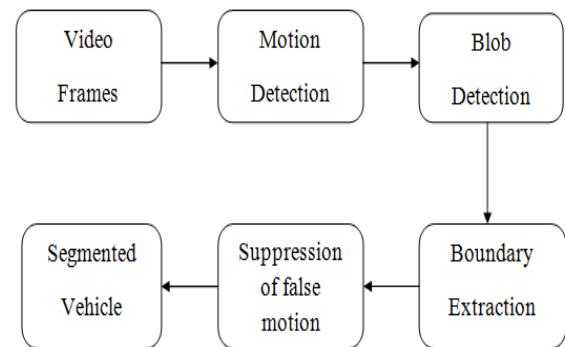 Video
Frames
Motion
Detection
Blob
Detection
Segmented
Vehicle
Suppression
of false
motion
Boundary
Extraction